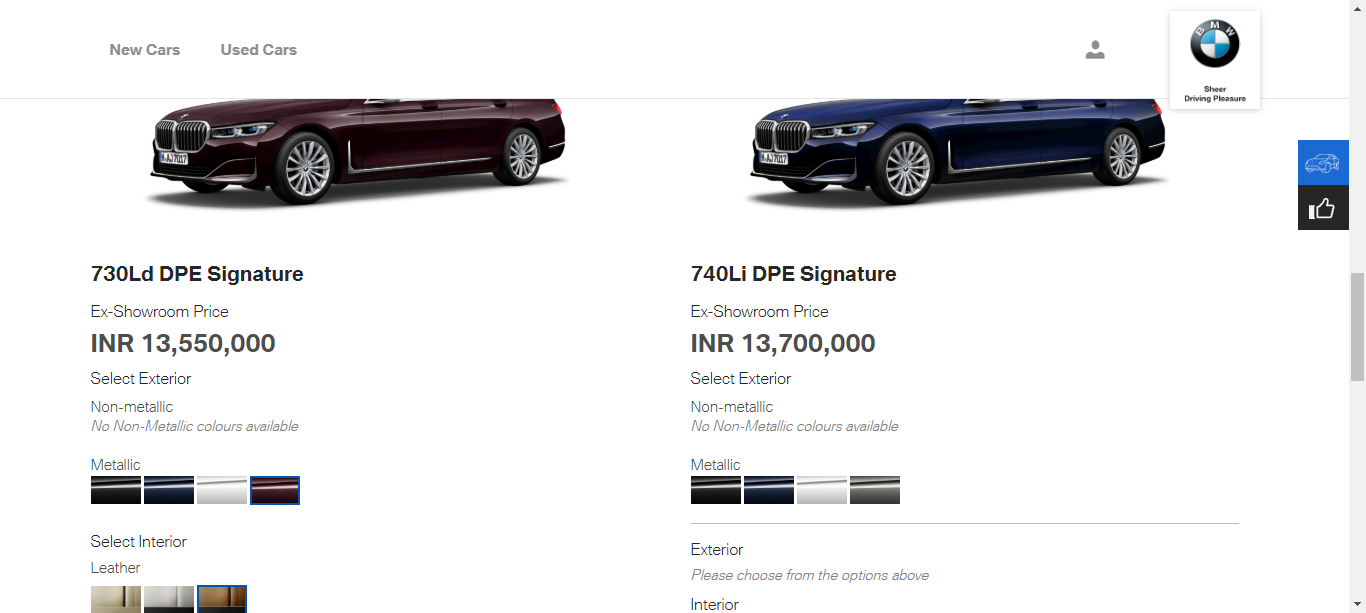 New Cars
Used Cars
BMW
Sheer
Driving Pleasure
730Ld DPE Signature
Ex-Showroom Price
INR 13,550,000
Select Exterior
Non-metallic
No Non-Metallic colours available
Metallic
Select Interior
Leather
740Li DPE Signature
Ex-Showroom Price
INR 13,700,000
Select Exterior
Non-metallic
No Non-Metallic colours available
Metallic
Exterior
Please choose from the options above
Interior